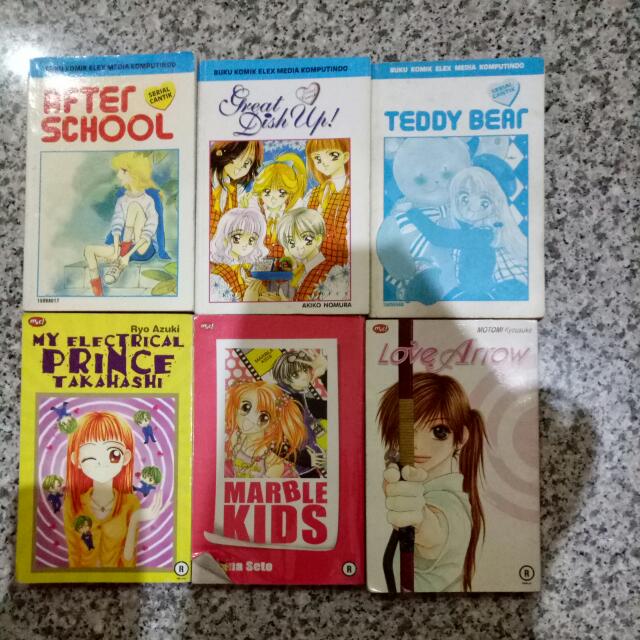 BUKU KOMIK ELEX MEDIA KOMPUTINDO
AFTER
SCHOOL
SERIAL
CANTIK
BUKU KOMIK ELEX MEDIA KOMPUTINDO
Great
Dish Up!
AKIKO HOMURA
BUKU KOMIK ELEX MEDIA KOMPUTINDO
SERIAL
CANTIK
TEDDY BEAR
Ryo Azuki
MY ELECTRICAL
PRINCE
TAKAHASHI
R
MARBLE
KIDS
Seto
R
MOTOMI Kyousuke
Love Arrow
R